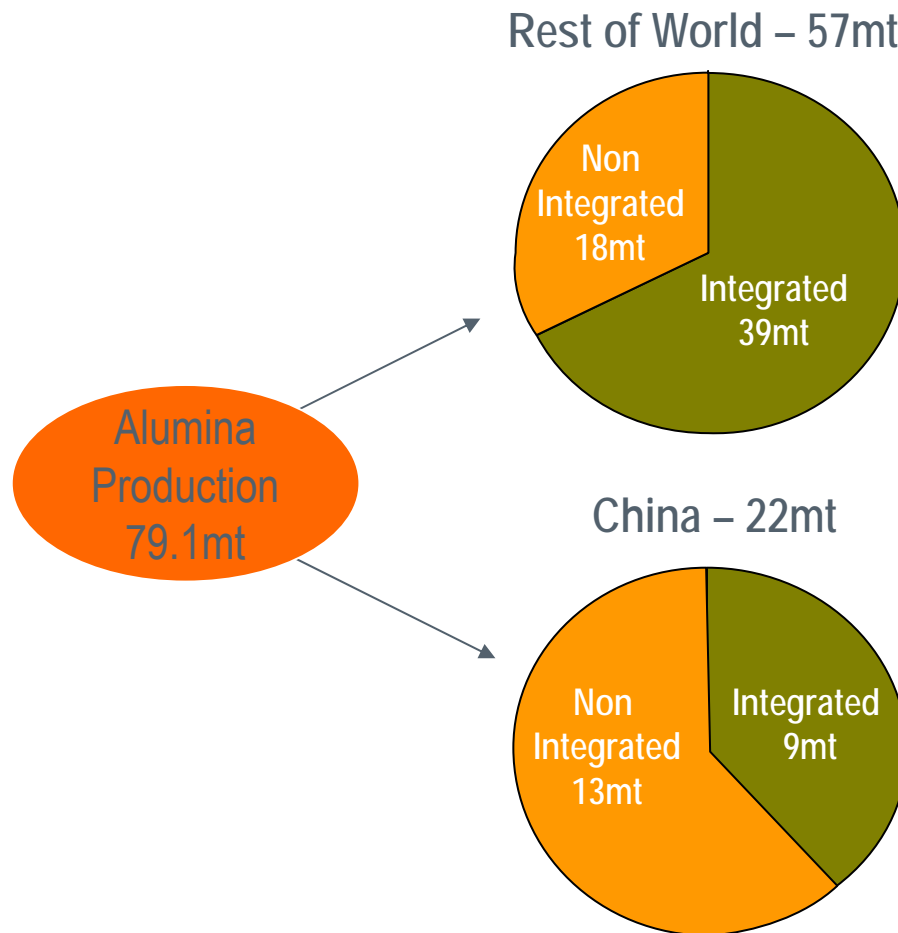 Rest of World – 57mt
Non
Integrated
18mt
Integrated
39mt
Alumina
Production
79.1mt
China – 22mt
Non
Integrated
13mt
Integrated
9mt